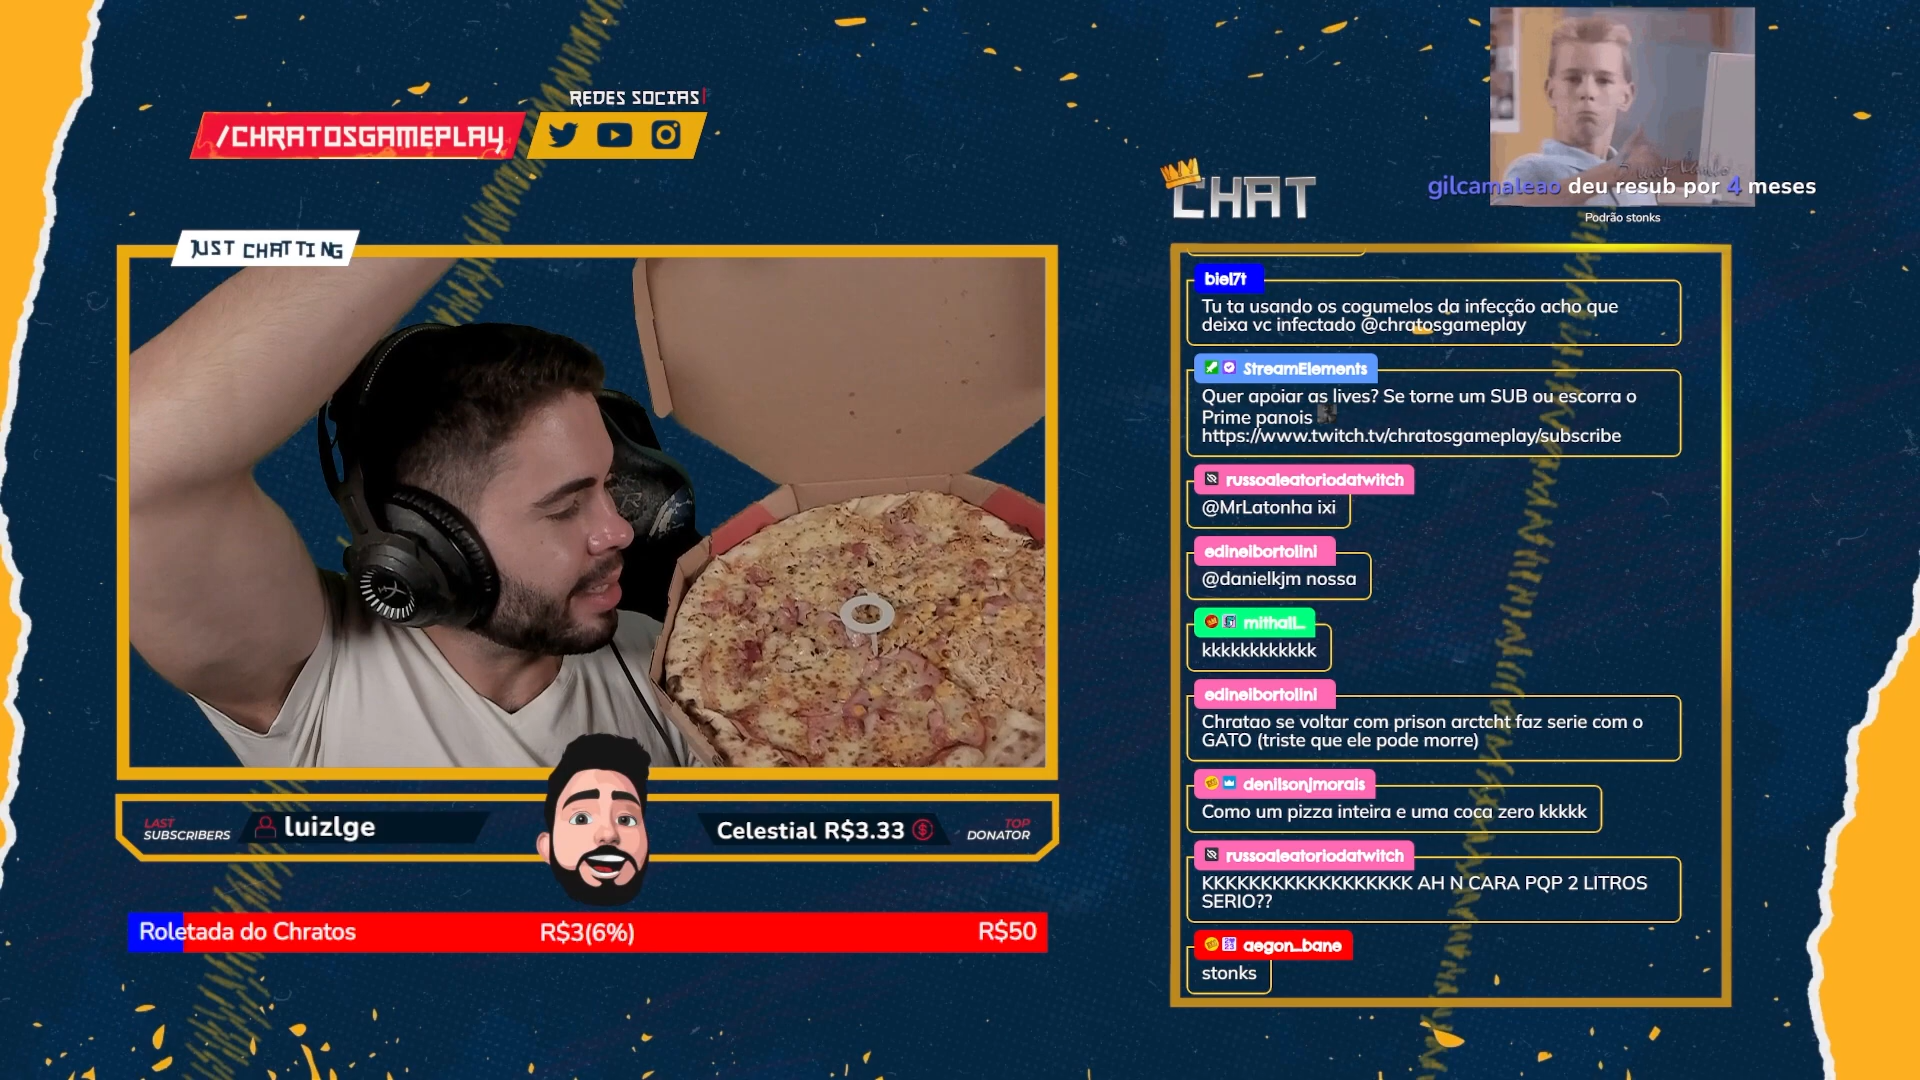 REDES SOCIAS
/CHRATOSGAMEPLAY
CHAT
gilcamaleao deu resub por 4 meses
Podrão stonks
JUST CHATTING
biel7t
Tu ta usando os cogumelos da infecção acho que
deixa vc infectado @chratosgameplay
StreamElements
Quer apoiar as lives? Se torne um SUB ou escorra o
Prime panois
https://www.twitch.tv/chratosgameplay/subscribe
russoaleatoriodatwitch
@MrLatonha ixi
edineibortolini
@danielkjm nossa
mithall_
kkkkkkkkkkkk
edineibortolini
Chratao se voltar com prison arctcht faz serie com o
GATO (triste que ele pode morre)
denilsonjmorais
Como um pizza inteira e uma coca zero kkkkk
russoaleatoriodatwitch
KKKKKKKKKKKKKKKKKK AH N CARA PQP 2 LITROS
SERIO??
aegon_bane
stonks
LAST
SUBSCRIBERS
luizlge
Celestial R$3.33
TOP
DONATOR
Roletada do Chratos R$3(6%) R$50